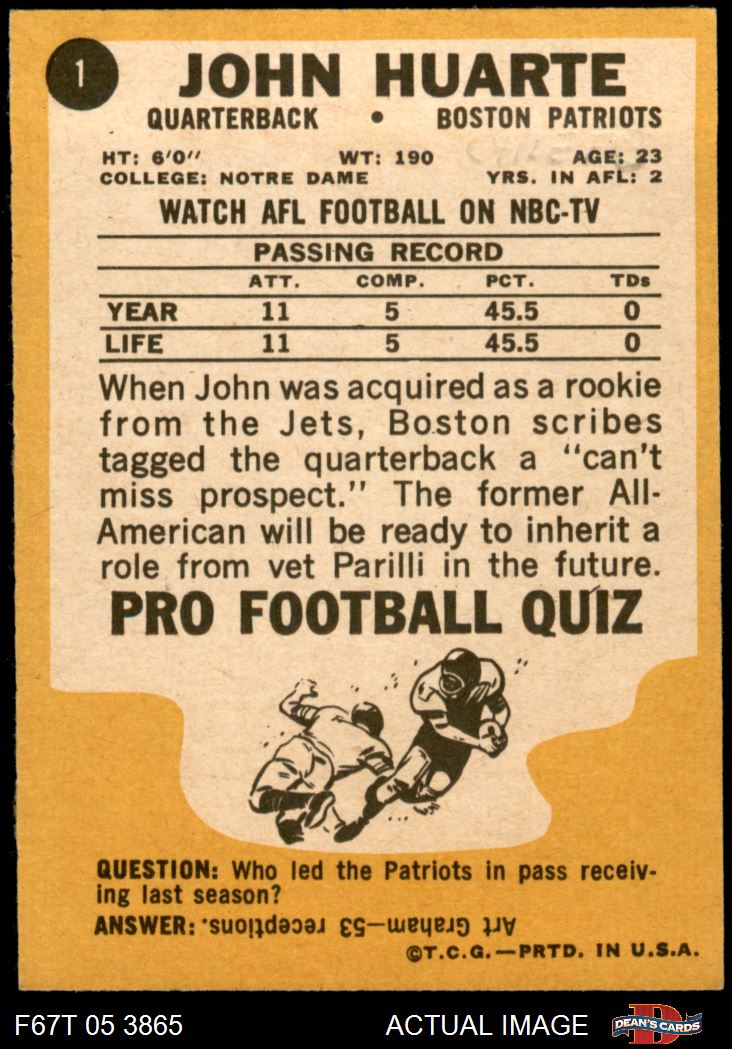 1
JOHN HUARTE
QUARTERBACK • BOSTON PATRIOTS
HT: 6'0" WT: 190 AGE: 23
COLLEGE: NOTRE DAME YRS. IN AFL: 2
WATCH AFL FOOTBALL ON NBC-TV
PASSING RECORD
ATT. COMP. PCT. TDs
YEAR 11 5 45.5 0
LIFE 11 5 45.5 0
When John was acquired as a rookie
from the Jets, Boston scribes
tagged the quarterback a "can't
miss prospect." The former All-
American will be ready to inherit a
role from vet Parilli in the future.
PRO FOOTBALL QUIZ
QUESTION: Who led the Patriots in pass receiv-
ing last season?
ANSWER: Art Graham—53 receptions.
©T.C.G.—PRTD. IN U.S.A.
F67T 05 3865 ACTUAL IMAGE DEAN'S CARDS